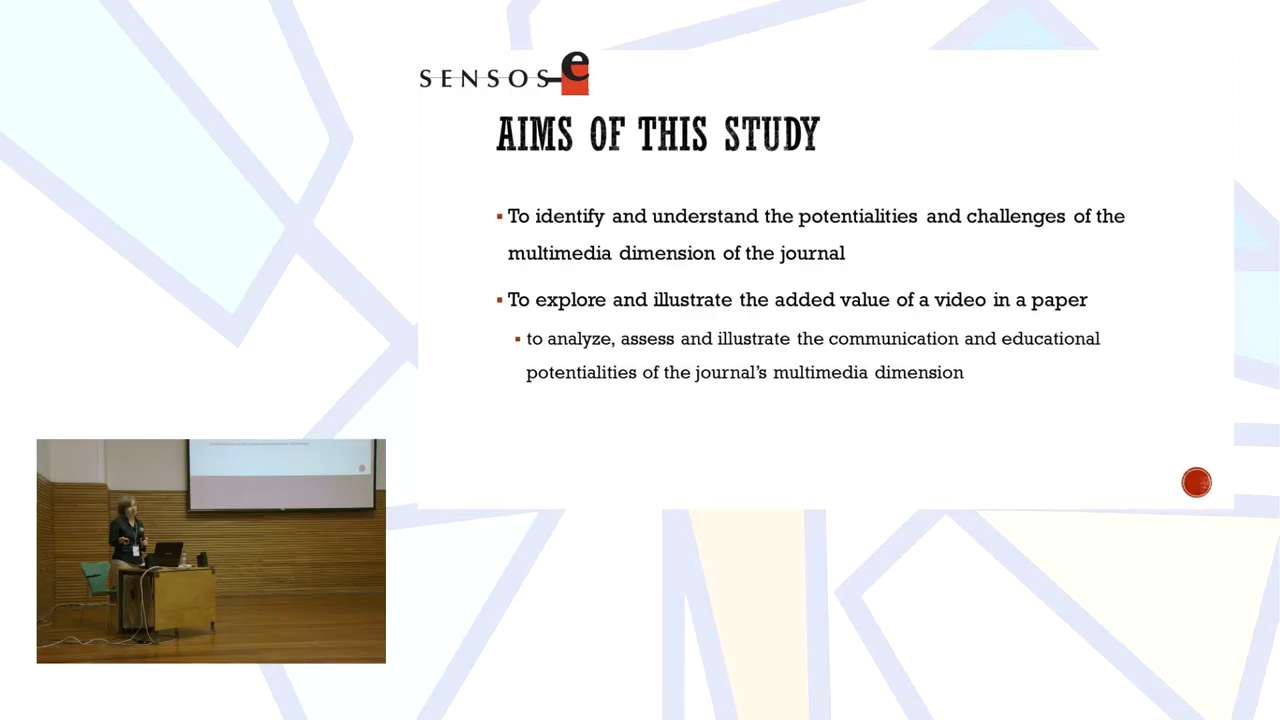 SENSOS-e
AIMS OF THIS STUDY
▪ To identify and understand the potentialities and challenges of the
multimedia dimension of the journal
▪ To explore and illustrate the added value of a video in a paper
▪ to analyze, assess and illustrate the communication and educational
potentialities of the journal's multimedia dimension